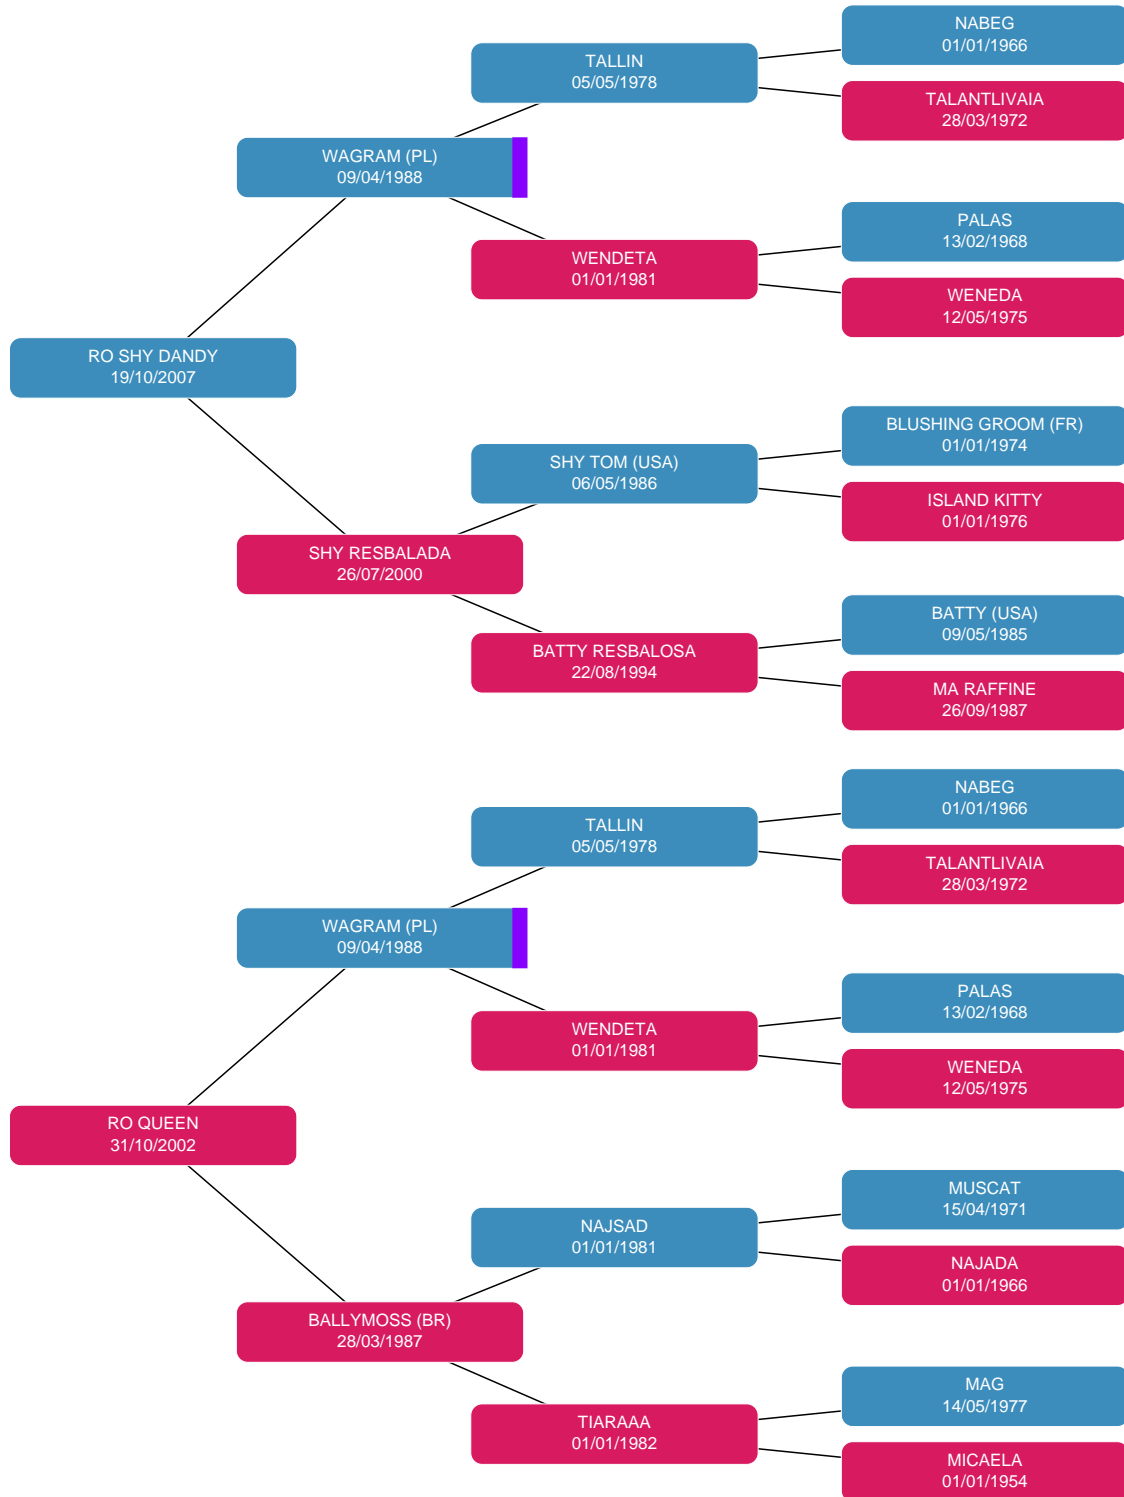 NABEG
01/01/1966
TALLIN
05/05/1978
TALANTLIVAIA
28/03/1972
WAGRAM (PL)
09/04/1988
PALAS
13/02/1968
WENDETA
01/01/1981
WENEDA
12/05/1975
RO SHY DANDY
19/10/2007
BLUSHING GROOM (FR)
01/01/1974
SHY TOM (USA)
06/05/1986
ISLAND KITTY
01/01/1976
SHY RESBALADA
26/07/2000
BATTY (USA)
09/05/1985
BATTY RESBALOSA
22/08/1994
MA RAFFINE
26/09/1987
NABEG
01/01/1966
TALLIN
05/05/1978
TALANTLIVAIA
28/03/1972
WAGRAM (PL)
09/04/1988
PALAS
13/02/1968
WENDETA
01/01/1981
WENEDA
12/05/1975
RO QUEEN
31/10/2002
MUSCAT
15/04/1971
NAJSAD
01/01/1981
NAJADA
01/01/1966
BALLYMOSS (BR)
28/03/1987
MAG
14/05/1977
TIARAAA
01/01/1982
MICAELA
01/01/1954